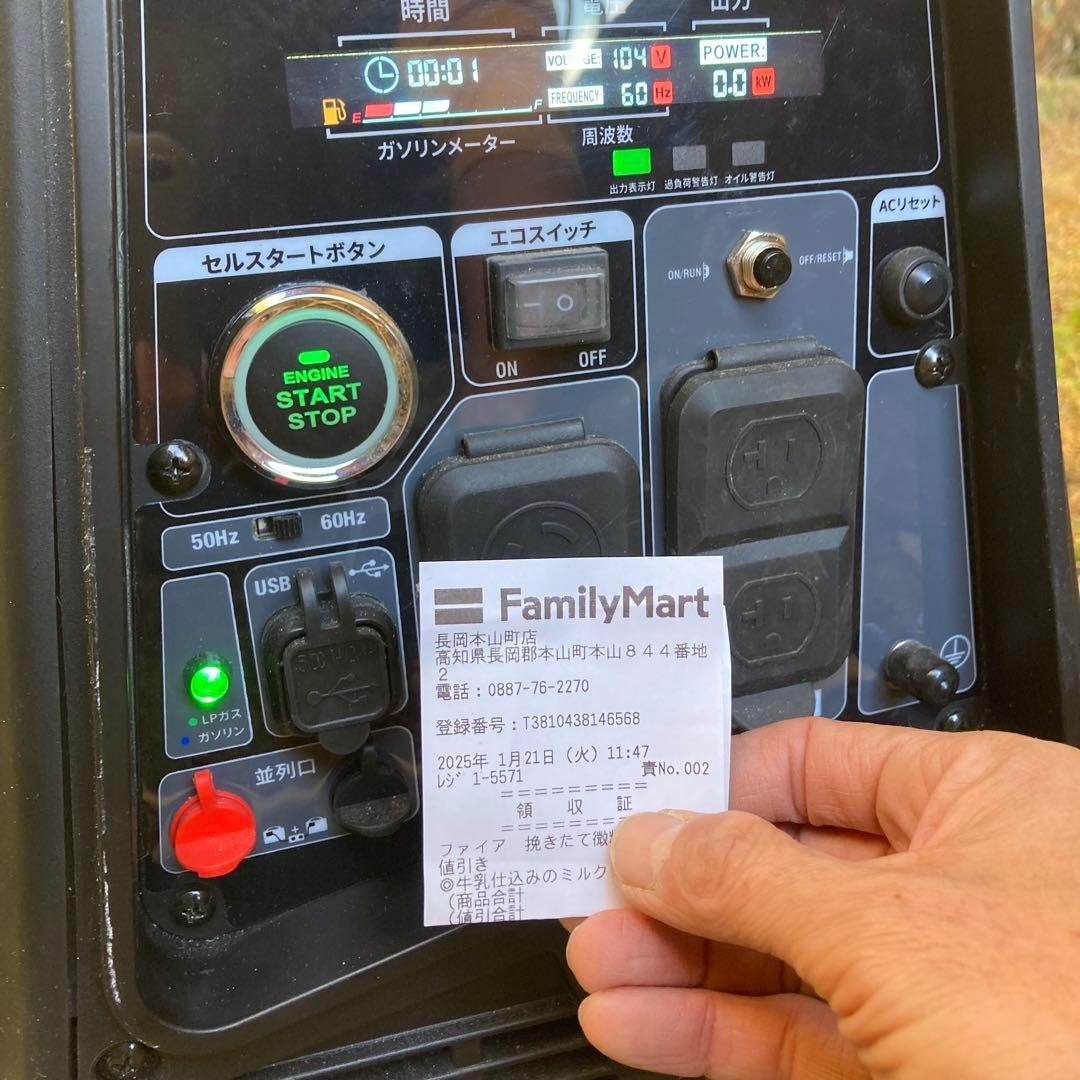 時間
電圧
出力
00:01
VOLTAGE: 104 V
POWER:
FREQUENCY: 60 Hz
0.0 kW
E F
ガソリンメーター
周波数
出力表示灯 過負荷警告灯 オイル警告灯
セルスタートボタン
エコスイッチ
ACリセット
ON/RUN
OFF/RESET
ON OFF
ENGINE
START
STOP
50Hz 60Hz
USB
LPガス
ガソリン
並列口
FamilyMart
長岡本山町店
高知県長岡郡本山町本山844番地
2
電話:0887-76-2270
登録番号:T3810438146568
2025年 1月21日(火)11:47
レジ 1-5571 責No.002
=========
領 収 証
=========
ファイア 挽きたて微
値引き
◎牛乳仕込みのミルク
(商品合計
(値引合計